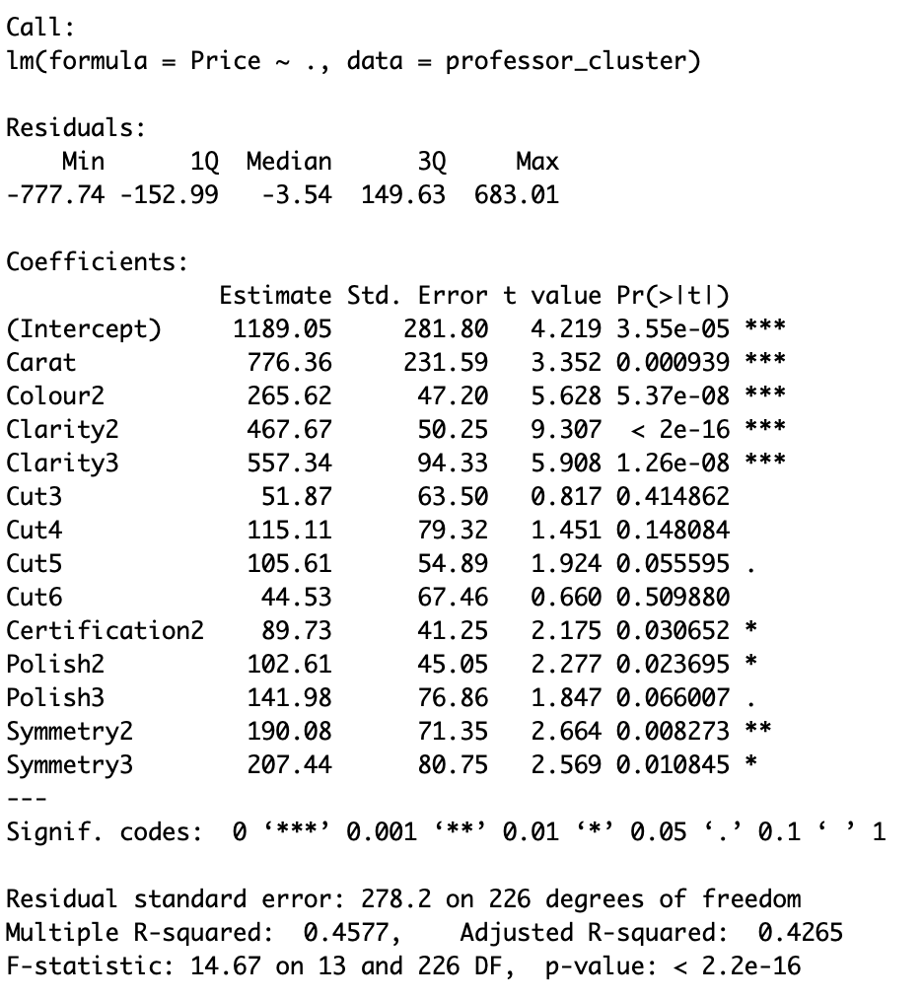 Call:
lm(formula = Price ~ ., data = professor_cluster)

Residuals:
    Min      1Q  Median      3Q     Max
-777.74 -152.99   -3.54  149.63  683.01

Coefficients:
               Estimate Std. Error t value Pr(>|t|)
(Intercept)     1189.05     281.80   4.219 3.55e-05 ***
Carat            776.36     231.59   3.352 0.000939 ***
Colour2          265.62      47.20   5.628 5.37e-08 ***
Clarity2         467.67      50.25   9.307  < 2e-16 ***
Clarity3         557.34      94.33   5.908 1.26e-08 ***
Cut3              51.87      63.50   0.817 0.414862
Cut4             115.11      79.32   1.451 0.148084
Cut5             105.61      54.89   1.924 0.055595 .
Cut6              44.53      67.46   0.660 0.509880
Certification2    89.73      41.25   2.175 0.030652 *
Polish2          102.61      45.05   2.277 0.023695 *
Polish3          141.98      76.86   1.847 0.066007 .
Symmetry2        190.08      71.35   2.664 0.008273 **
Symmetry3        207.44      80.75   2.569 0.010845 *
---
Signif. codes:  0 ‘***’ 0.001 ‘**’ 0.01 ‘*’ 0.05 ‘.’ 0.1 ‘ ’ 1

Residual standard error: 278.2 on 226 degrees of freedom
Multiple R-squared:  0.4577,	Adjusted R-squared:  0.4265
F-statistic: 14.67 on 13 and 226 DF,  p-value: < 2.2e-16